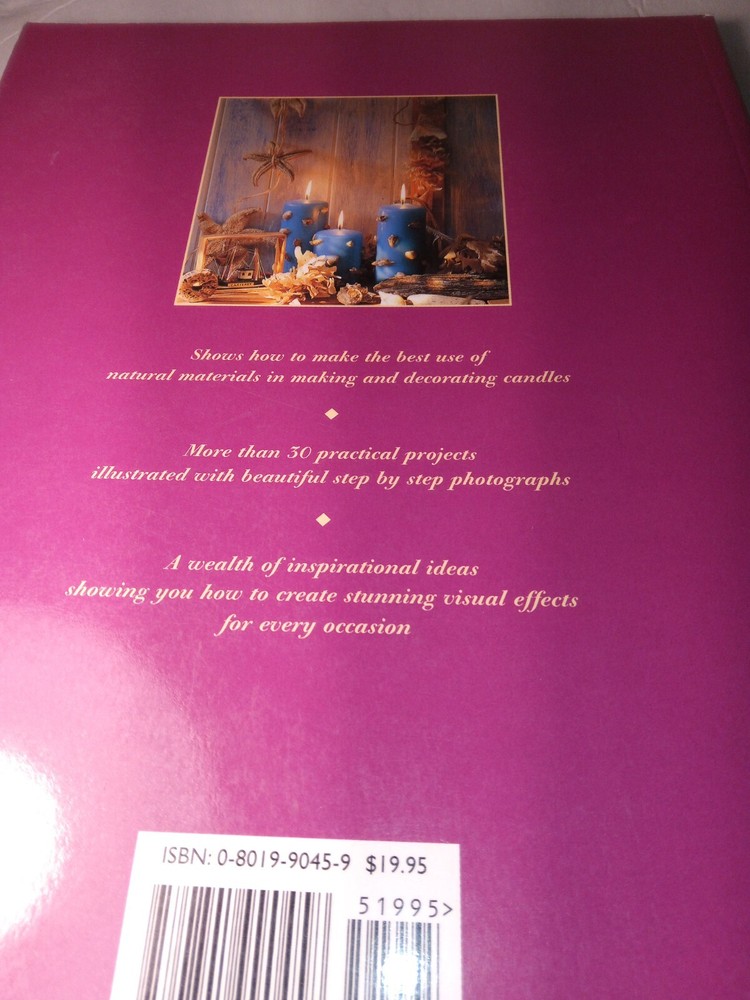 Shows how to make the best use of
natural materials in making and decorating candles
More than 30 practical projects
illustrated with beautiful step by step photographs
A wealth of inspirational ideas
showing you how to create stunning visual effects
for every occasion
ISBN: 0-8019-9045-9 $19.95
51995>